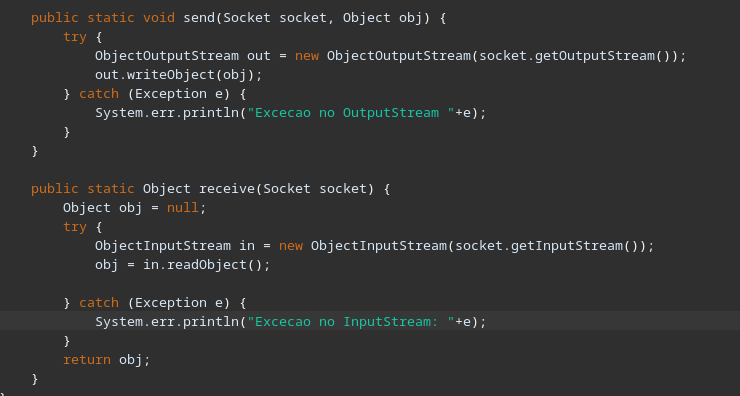 public static void send(Socket socket, Object obj) {
try {
ObjectOutputStream out = new ObjectOutputStream(socket.getOutputStream());
out.writeObject(obj);
} catch (Exception e) {
System.err.println("Excecao no OutputStream "+e);
}
}
public static Object receive(Socket socket) {
Object obj = null;
try {
ObjectInputStream in = new ObjectInputStream(socket.getInputStream());
obj = in.readObject();
} catch (Exception e) {
System.err.println("Excecao no InputStream: "+e);
}
return obj;
}
}